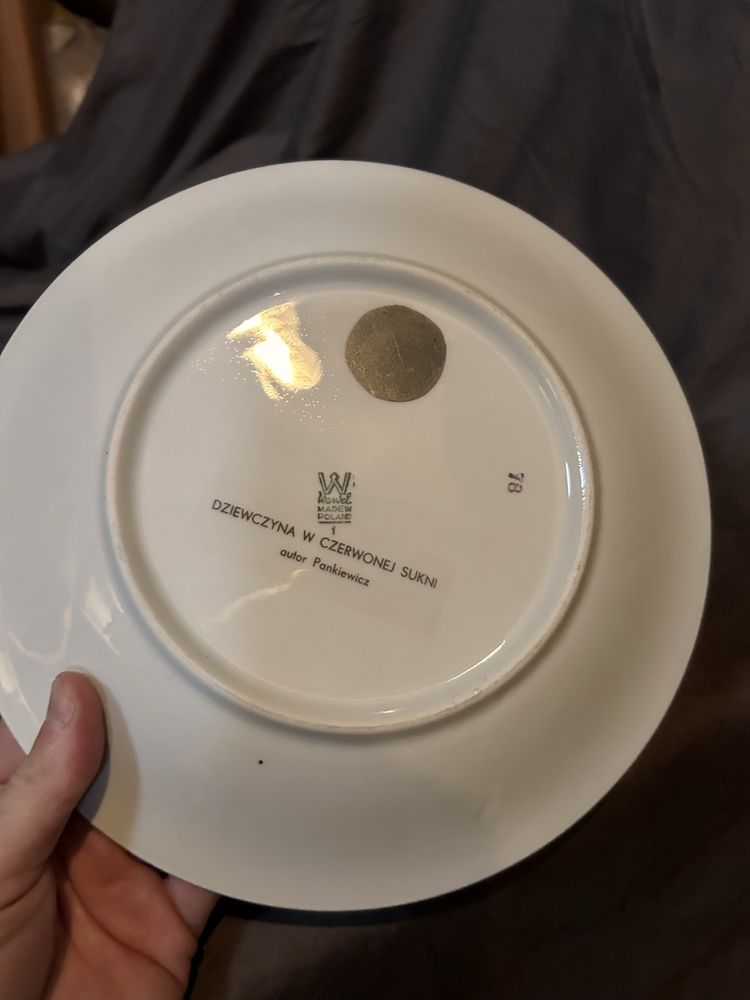 W
Wawel
MADE IN
POLAND
1
DZIEWCZYNA W CZERWONEJ SUKNI
autor Pankiewicz
78